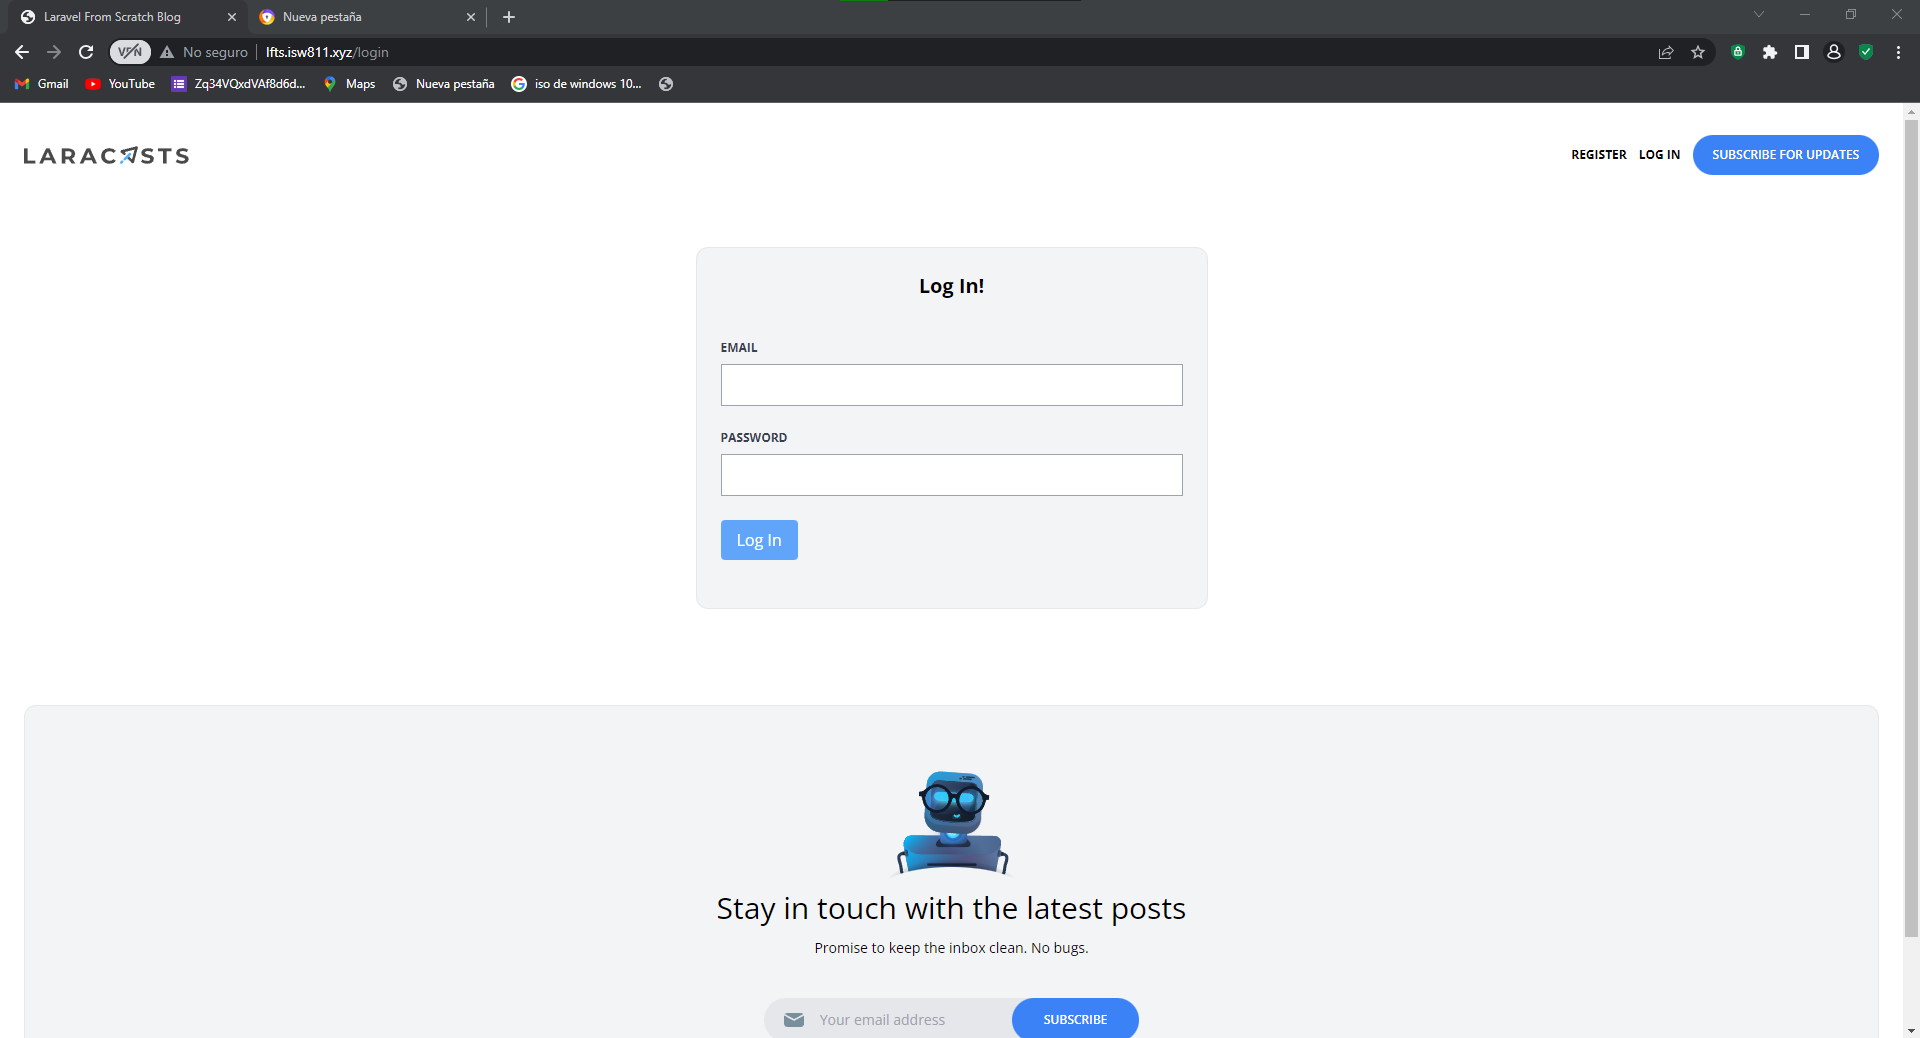 Laravel From Scratch Blog
Nueva pestaña
VPN
No seguro
lfts.isw811.xyz/login
Gmail
YouTube
Zq34VQxdVAf8d6d...
Maps
Nueva pestaña
iso de windows 10...
LARACASTS
REGISTER
LOG IN
SUBSCRIBE FOR UPDATES
Log In!
EMAIL
PASSWORD
Log In
Stay in touch with the latest posts
Promise to keep the inbox clean. No bugs.
Your email address
SUBSCRIBE